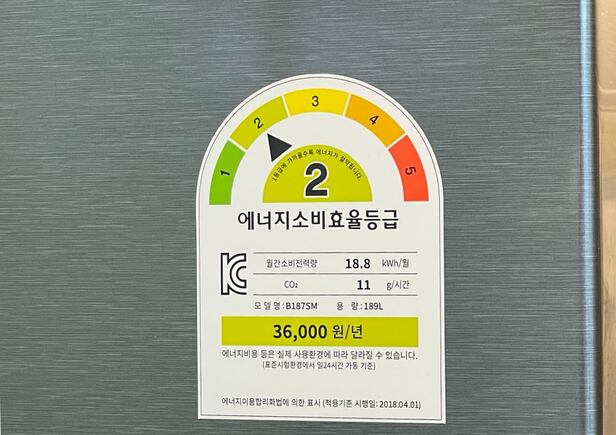 1 2 3 4 5
1등급에 가까울수록 에너지가 절약됩니다.
2
에너지소비효율등급
월간소비전력량 18.8 kWh/월
CO₂ 11 g/시간
모 델 명 : B187SM 용 량 : 189L
36,000 원/년
에너지비용 등은 실제 사용환경에 따라 달라질 수 있습니다.
(표준시험환경에서 일24시간 가동 기준)
에너지이용합리화법에 의한 표시 (적용기준 시행일: 2018.04.01)